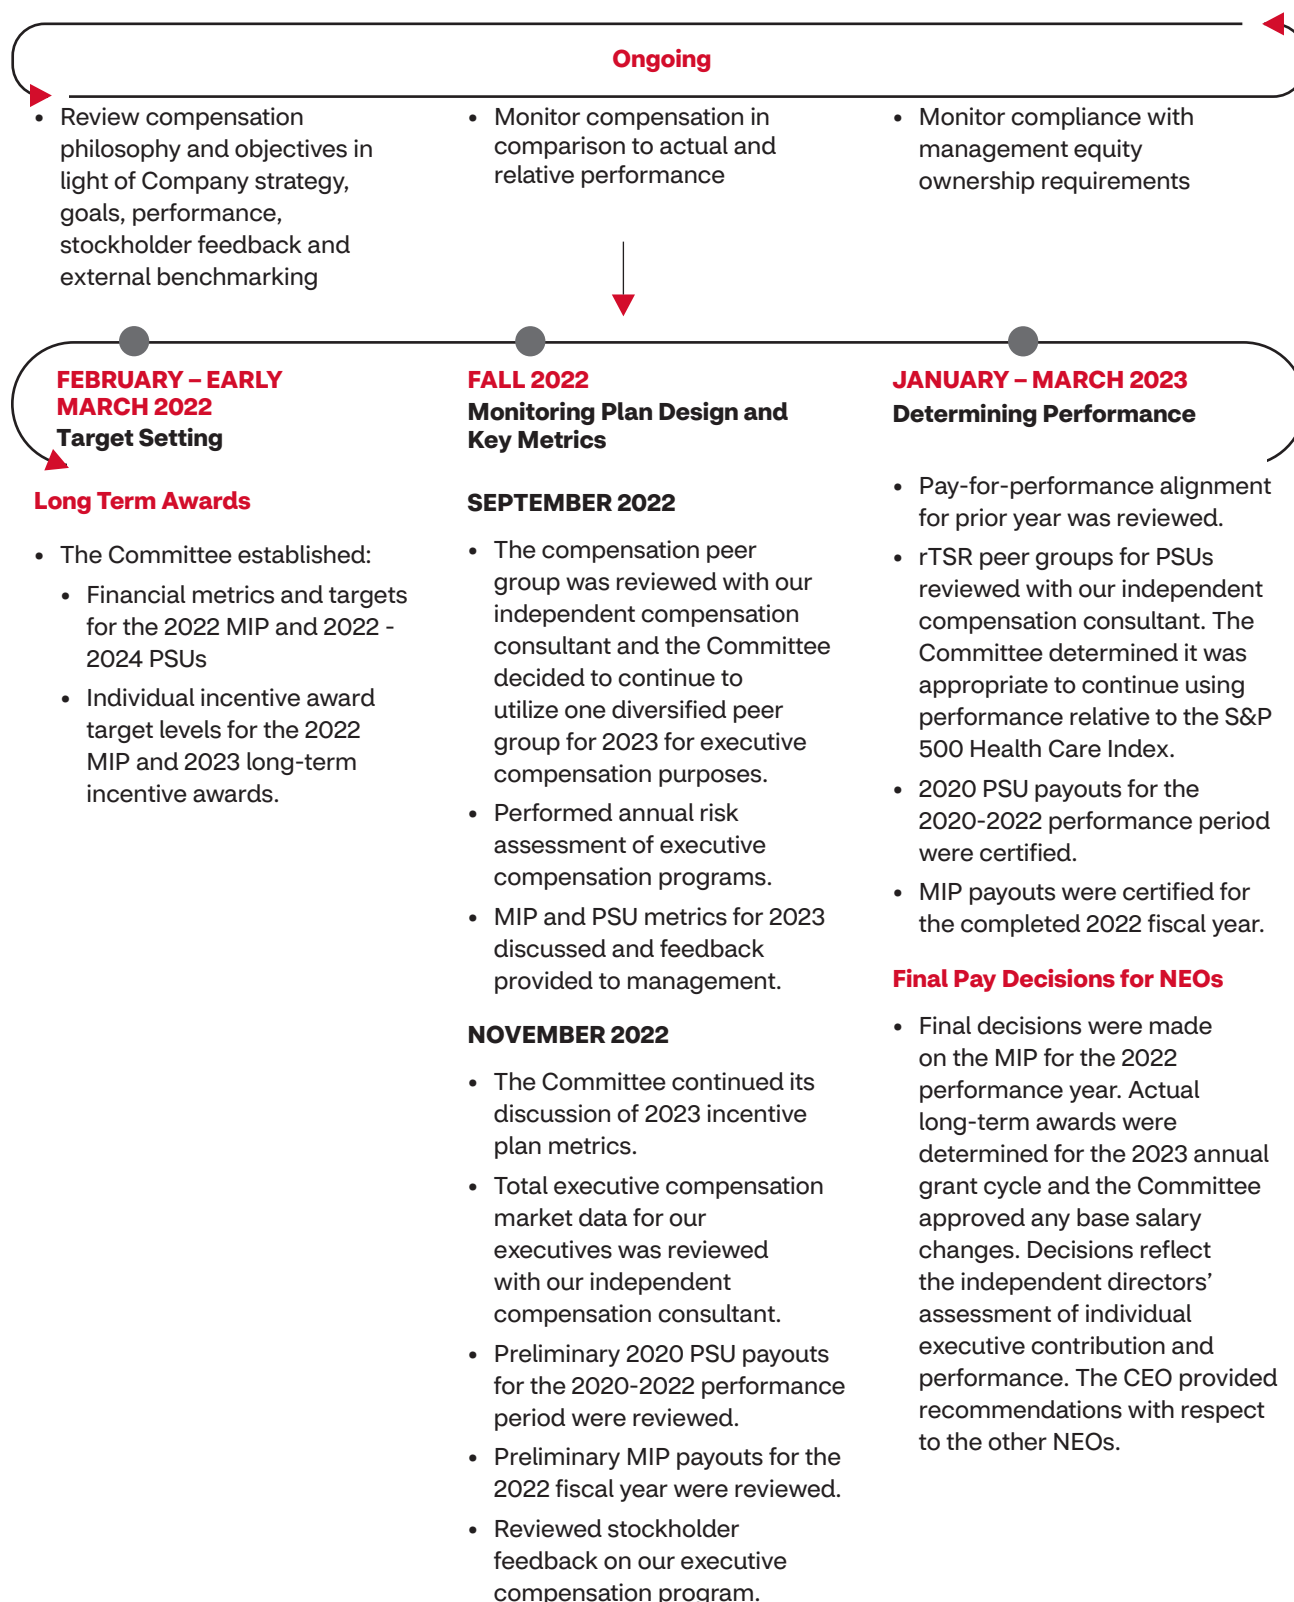 Ongoing
• Review compensation
philosophy and objectives in
light of Company strategy,
goals, performance,
stockholder feedback and
external benchmarking
• Monitor compensation in
comparison to actual and
relative performance
• Monitor compliance with
management equity
ownership requirements
FEBRUARY – EARLY
MARCH 2022
Target Setting
Long Term Awards
• The Committee established:
• Financial metrics and targets
for the 2022 MIP and 2022 -
2024 PSUs
• Individual incentive award
target levels for the 2022
MIP and 2023 long-term
incentive awards.
FALL 2022
Monitoring Plan Design and
Key Metrics
SEPTEMBER 2022
• The compensation peer
group was reviewed with our
independent compensation
consultant and the Committee
decided to continue to
utilize one diversified peer
group for 2023 for executive
compensation purposes.
• Performed annual risk
assessment of executive
compensation programs.
• MIP and PSU metrics for 2023
discussed and feedback
provided to management.
NOVEMBER 2022
• The Committee continued its
discussion of 2023 incentive
plan metrics.
• Total executive compensation
market data for our
executives was reviewed
with our independent
compensation consultant.
• Preliminary 2020 PSU payouts
for the 2020-2022 performance
period were reviewed.
• Preliminary MIP payouts for the
2022 fiscal year were reviewed.
• Reviewed stockholder
feedback on our executive
compensation program.
JANUARY – MARCH 2023
Determining Performance
• Pay-for-performance alignment
for prior year was reviewed.
• rTSR peer groups for PSUs
reviewed with our independent
compensation consultant. The
Committee determined it was
appropriate to continue using
performance relative to the S&P
500 Health Care Index.
• 2020 PSU payouts for the
2020-2022 performance period
were certified.
• MIP payouts were certified for
the completed 2022 fiscal year.
Final Pay Decisions for NEOs
• Final decisions were made
on the MIP for the 2022
performance year. Actual
long-term awards were
determined for the 2023 annual
grant cycle and the Committee
approved any base salary
changes. Decisions reflect
the independent directors’
assessment of individual
executive contribution and
performance. The CEO provided
recommendations with respect
to the other NEOs.